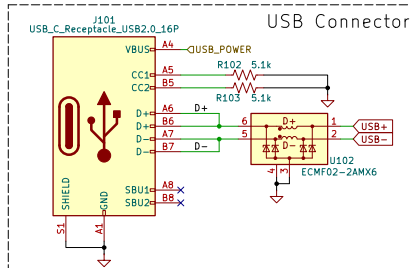 USB Connector
J101
USB_C_Receptacle_USB2.0_16P
VBUS A4 USB_POWER
CC1 A5 R102 5.1k
CC2 B5
R103 5.1k
D+ A6 D+
D+ B6 6 D+ 1 USB+
D- A7 5 D- 2 USB-
D- B7 D-
U102
4 3 ECMF02-2AMX6
SBU1 A8
SBU2 B8
SHIELD GND
S1 A1